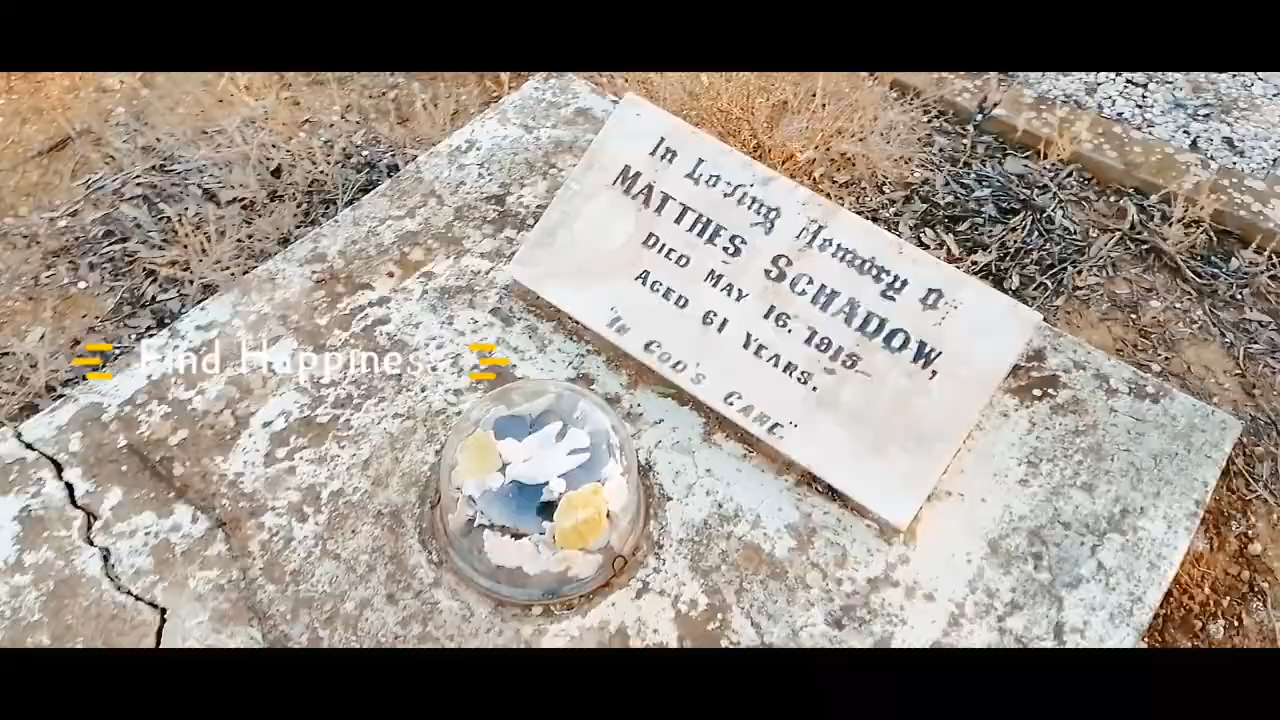 In Loving Memory Of
MATTHES SCHADOW,
DIED MAY 16. 1915
AGED 61 YEARS.
"IN GOD'S CARE."
Find Happiness